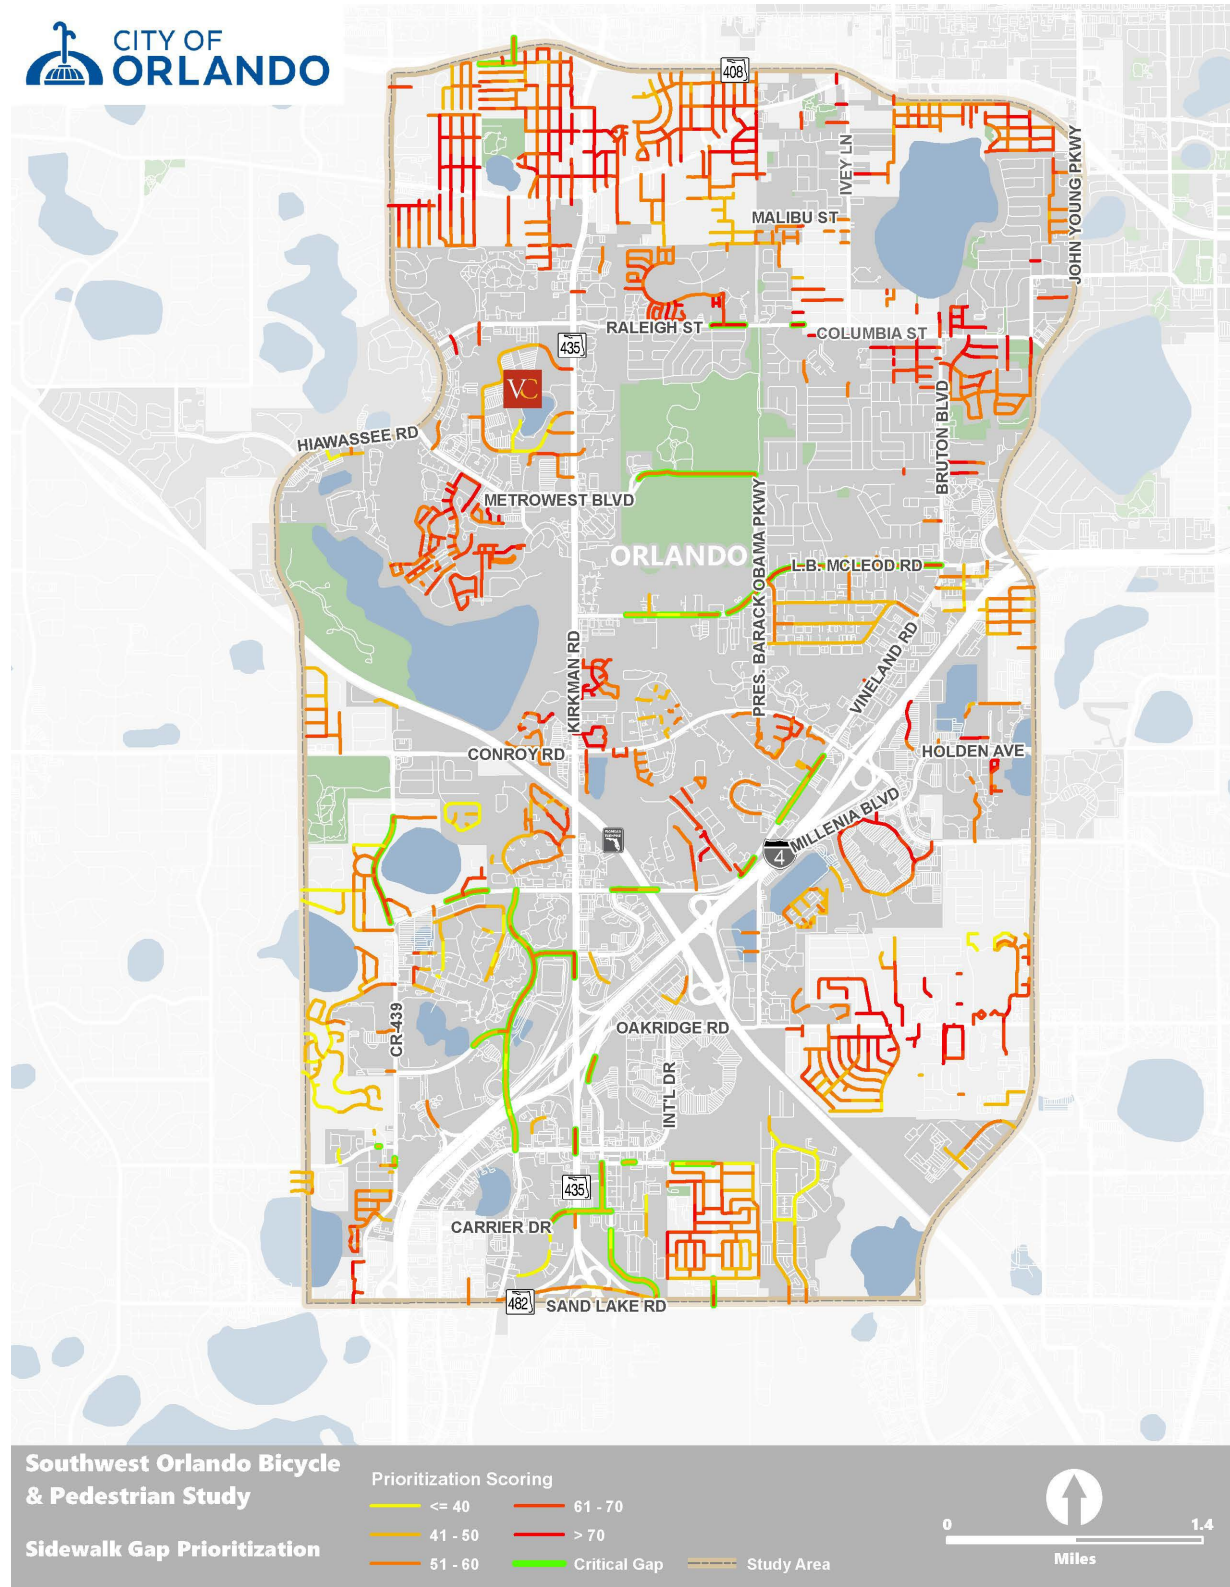 CITY OF
ORLANDO
408
IVEY LN
JOHN YOUNG PKWY
MALIBU ST
RALEIGH ST
COLUMBIA ST
435
VC
BRUTON BLVD
HIAWASSEE RD
METROWEST BLVD
PRES. BARACK OBAMA PKWY
ORLANDO
L.B. MCLEOD RD
KIRKMAN RD
VINELAND RD
CONROY RD
HOLDEN AVE
MILLENIA BLVD
4
CR-439
OAKRIDGE RD
INT'L DR
435
CARRIER DR
482
SAND LAKE RD
Southwest Orlando Bicycle
& Pedestrian Study
Sidewalk Gap Prioritization
Prioritization Scoring
<= 40
41 - 50
51 - 60
61 - 70
> 70
Critical Gap
Study Area
0
1.4
Miles